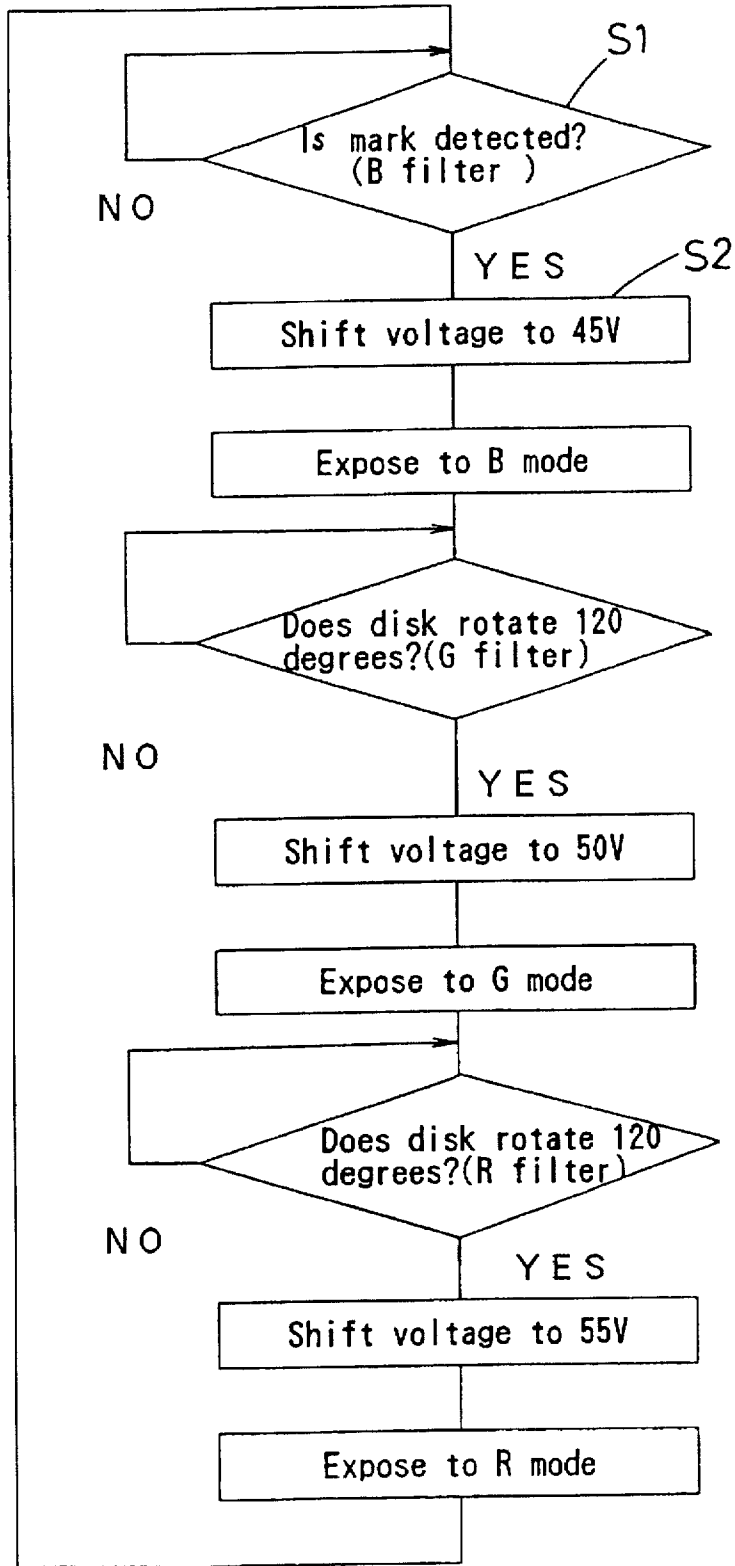 S1
Is mark detected?
(B filter )
NO
YES
S2
Shift voltage to 45V
Expose to B mode
Does disk rotate 120
degrees?(G filter)
NO
YES
Shift voltage to 50V
Expose to G mode
Does disk rotate 120
degrees?(R filter)
NO
YES
Shift voltage to 55V
Expose to R mode